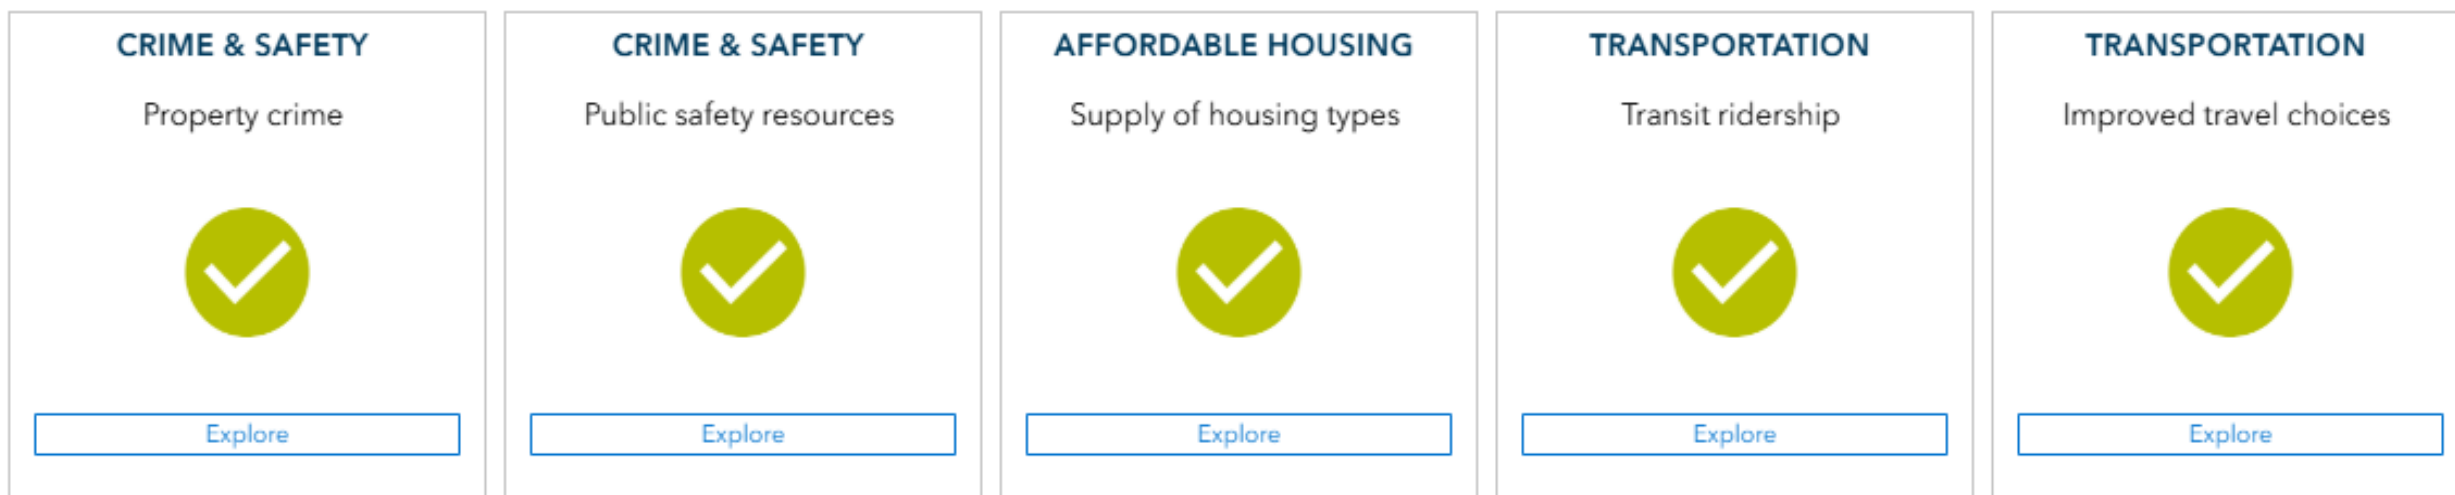 CRIME & SAFETY
Property crime
Explore
CRIME & SAFETY
Public safety resources
Explore
AFFORDABLE HOUSING
Supply of housing types
Explore
TRANSPORTATION
Transit ridership
Explore
TRANSPORTATION
Improved travel choices
Explore